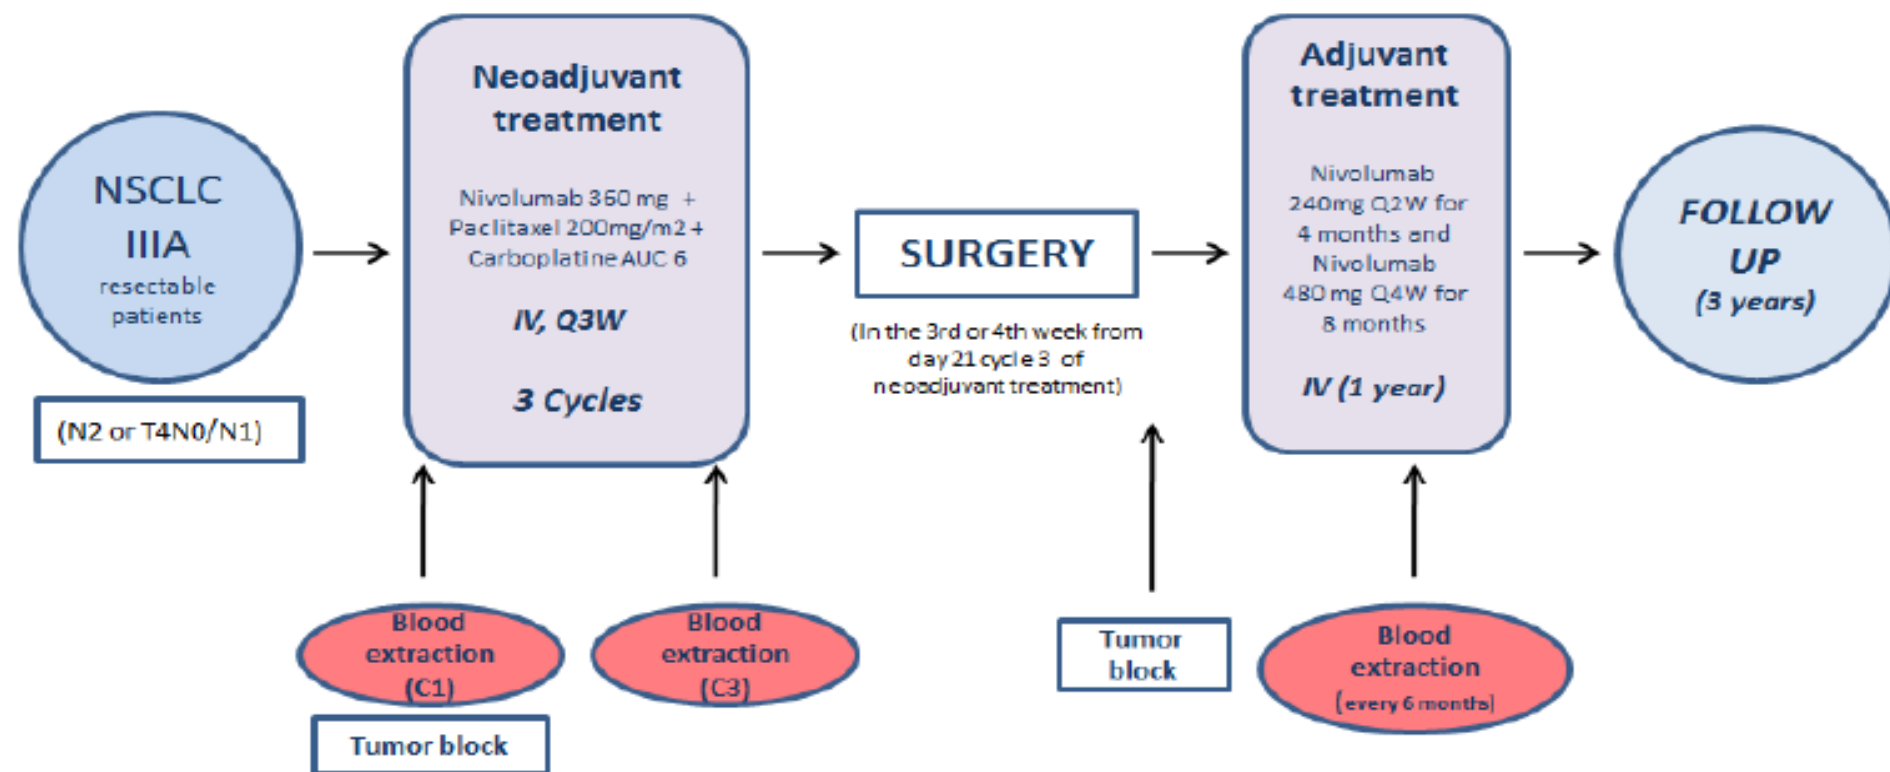 NSCLC
IIIA
resectable
patients
(N2 or T4N0/N1)
Neoadjuvant
treatment
Nivolumab 360 mg +
Paclitaxel 200mg/m2 +
Carboplatine AUC 6
IV, Q3W
3 Cycles
Blood
extraction
(C1)
Tumor block
Blood
extraction
(C3)
SURGERY
(In the 3rd or 4th week from
day 21 cycle 3 of
neoadjuvant treatment)
Tumor
block
Adjuvant
treatment
Nivolumab
240mg Q2W for
4 months and
Nivolumab
480 mg Q4W for
8 months
IV (1 year)
Blood
extraction
(every 6 months)
FOLLOW
UP
(3 years)